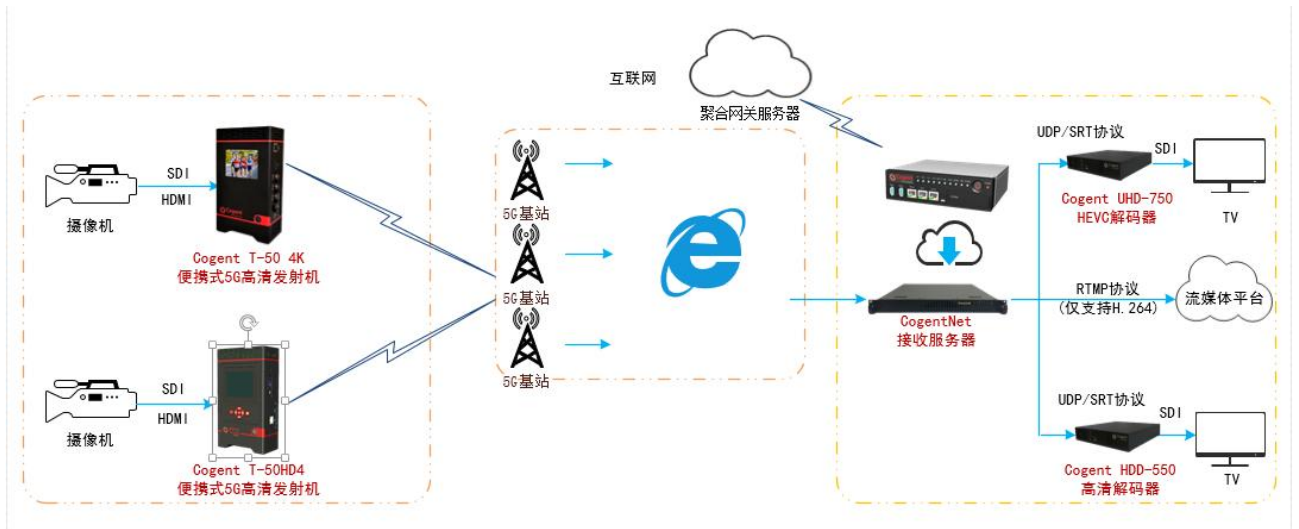 互联网
聚合网关服务器
摄像机
SDI
HDMI
Cogent
Cogent T-50 4K
便携式5G高清发射机
摄像机
SDI
HDMI
Cogent T-50HD4
便携式5G高清发射机
5G基站
5G基站
5G基站
CogentNet
接收服务器
UDP/SRT协议
SDI
Cogent UHD-750
HEVC解码器
TV
RTMP协议
(仅支持H.264)
流媒体平台
UDP/SRT协议
SDI
Cogent HDD-550
高清解码器
TV